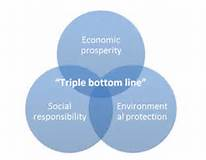 Economic
prosperity
"Triple bottom line"
Social
responsibility
Environment
al protection